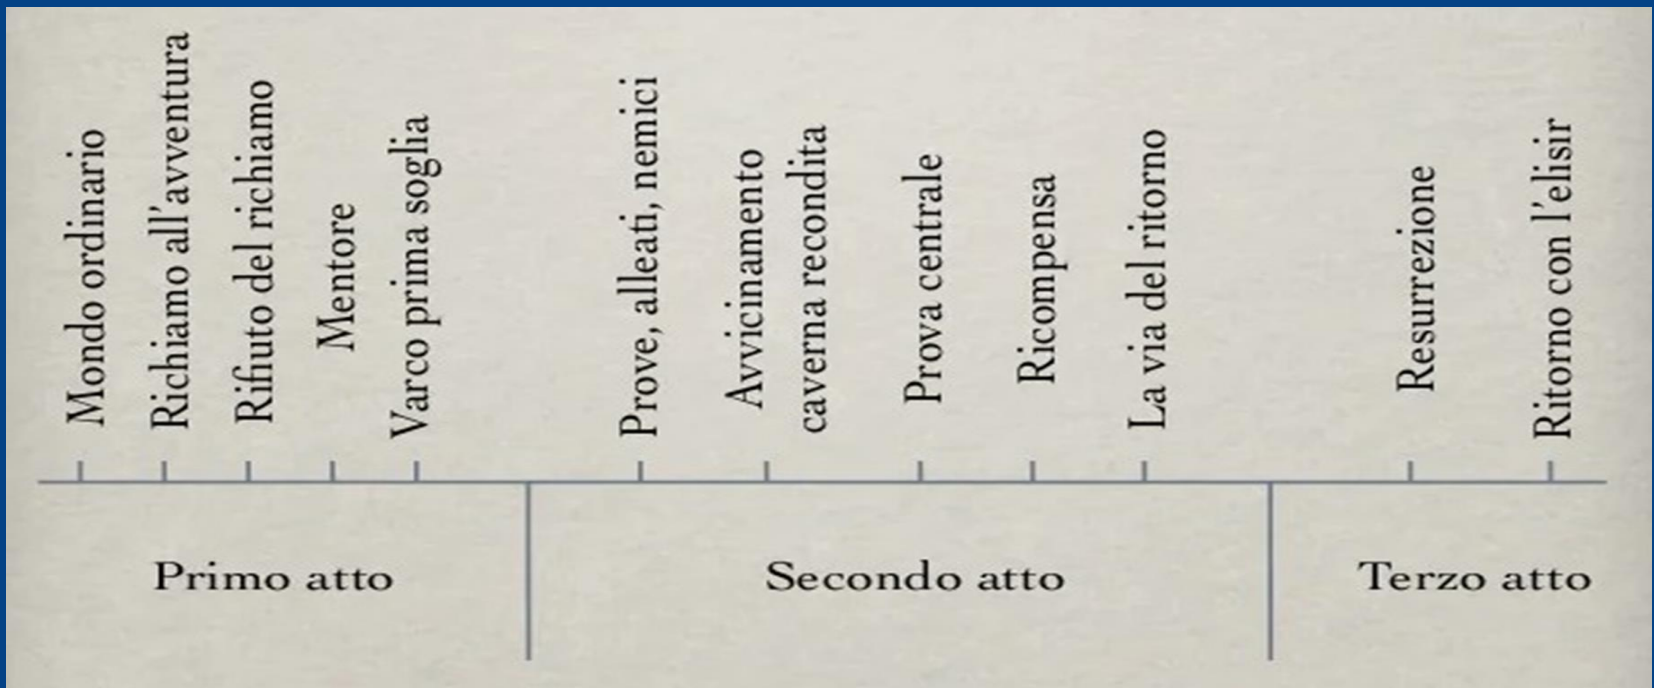 Mondo ordinario
Richiamo all'avventura
Rifiuto del richiamo
Mentore
Varco prima soglia
Prove, alleati, nemici
Avvicinamento
caverna recondita
Prova centrale
Ricompensa
La via del ritorno
Resurrezione
Ritorno con l'elisir
Primo atto
Secondo atto
Terzo atto